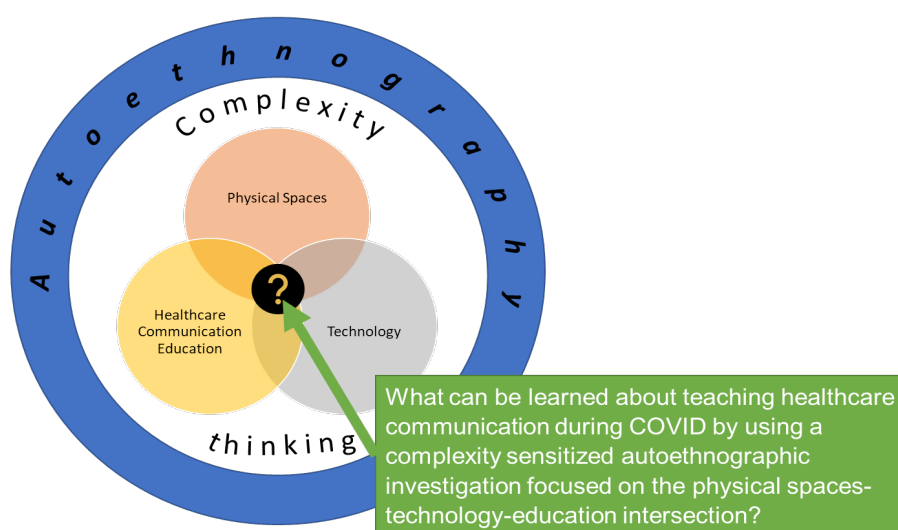 Autoethnography
Complexity
Physical Spaces
?
Healthcare
Communication
Education
Technology
thinking
What can be learned about teaching healthcare
communication during COVID by using a
complexity sensitized autoethnographic
investigation focused on the physical spaces-
technology-education intersection?